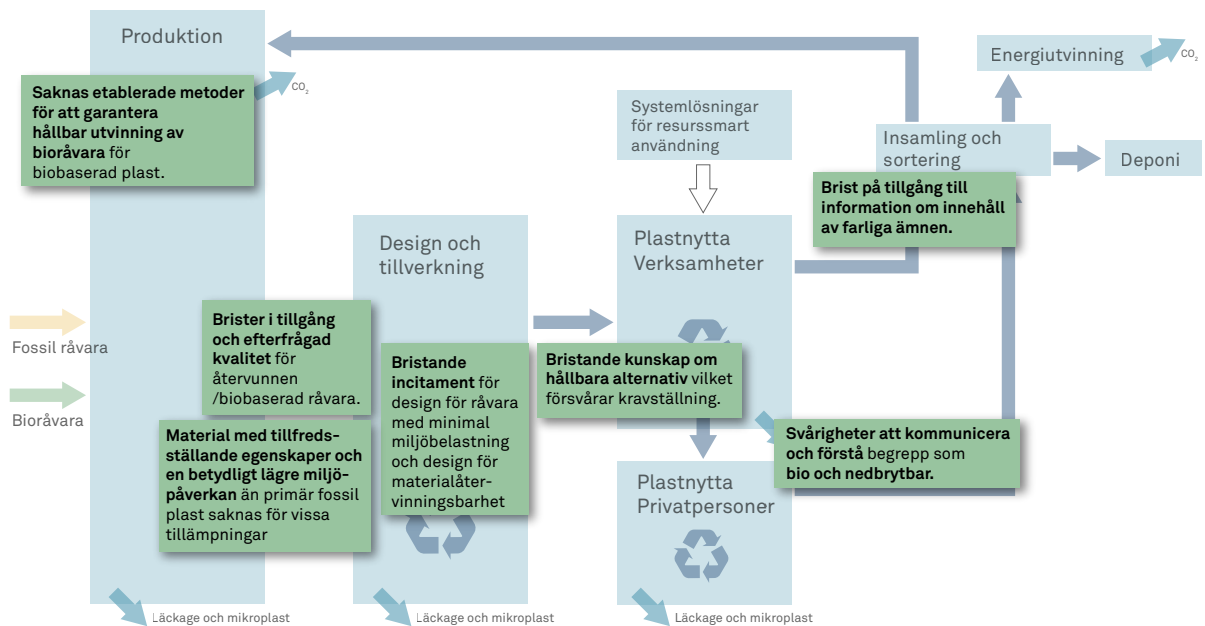 Produktion
CO₂
Saknas etablerade metoder
för att garantera
hållbar utvinning av
bioråvara för
biobaserad plast.
Fossil råvara
Bioråvara
Brister i tillgång
och efterfrågad
kvalitet för
återvunnen
/biobaserad råvara.
Material med tillfreds-
ställande egenskaper och
en betydligt lägre miljö-
påverkan än primär fossil
plast saknas för vissa
tillämpningar
Läckage och mikroplast
Design och
tillverkning
Bristande
incitament för
design för råvara
med minimal
miljöbelastning
och design för
materialåter-
vinningsbarhet
Läckage och mikroplast
Systemlösningar
för resurssmart
användning
Plastnytta
Verksamheter
Bristande kunskap om
hållbara alternativ vilket
försvårar kravställning.
Plastnytta
Privatpersoner
Läckage och mikroplast
Svårigheter att kommunicera
och förstå begrepp som
bio och nedbrytbar.
Energiutvinning
CO₂
Insamling och
sortering
Deponi
Brist på tillgång till
information om innehåll
av farliga ämnen.